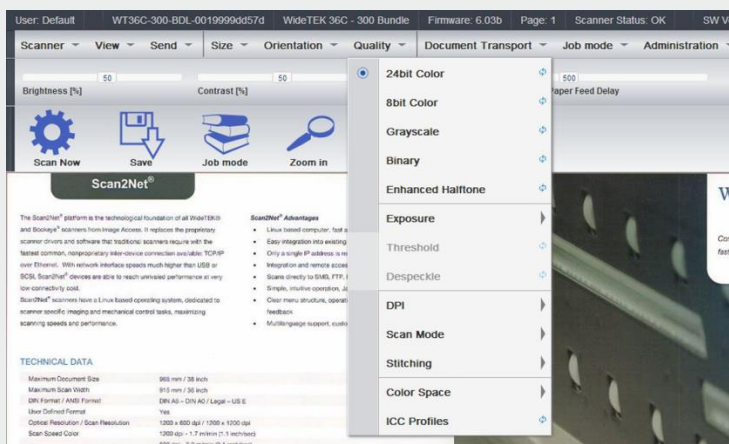 User: Default WT36C-300-BDL-0019999dd57d WideTEK 36C - 300 Bundle Firmware: 6.03b Page: 1 Scanner Status: OK SW V
Scanner View Send Size Orientation Quality Document Transport Job mode Administration
50 50 500
Brightness [%] Contrast [%] Paper Feed Delay
Scan Now Save Job mode Zoom in
24bit Color
8bit Color
Grayscale
Binary
Enhanced Halftone
Exposure
Threshold
Despeckle
DPI
Scan Mode
Stitching
Color Space
ICC Profiles
Scan2Net®
The Scan2Net® platform is the technological foundation of all WideTEK®
and Bookeye® scanners from Image Access. It replaces the proprietary
scanner drivers and software that traditional scanners require with the
fastest common, nonproprietary inter-device connection available: TCP/IP
over Ethernet. With network interface speeds much higher than USB or
SCSI, Scan2Net® devices are able to reach unrivaled performance at very
low connectivity cost.
Scan2Net® scanners have a Linux based operating system, dedicated to
scanner specific imaging and mechanical control tasks, maximizing
scanning speeds and performance.
Scan2Net® Advantages
• Linux based computer, fast a
• Easy integration into existing
• Only a single IP address is re
• Integration and remote acces
• Scans directly to SMB, FTP,
• Simple, intuitive operation, Ja
• Clear menu structure, operat
feedback.
• Multilanguage support, custo
TECHNICAL DATA
Maximum Document Size 965 mm / 38 inch
Maximum Scan Width 915 mm / 36 inch
DIN Format / ANSI Format DIN A5 – DIN A0 / Legal – US E
User Defined Format Yes
Optical Resolution / Scan Resolution 1200 x 600 dpi / 1200 x 1200 dpi
Scan Speed Color 1200 dpi - 1.7 m/min (1.1 inch/sec)
W
Con
fast